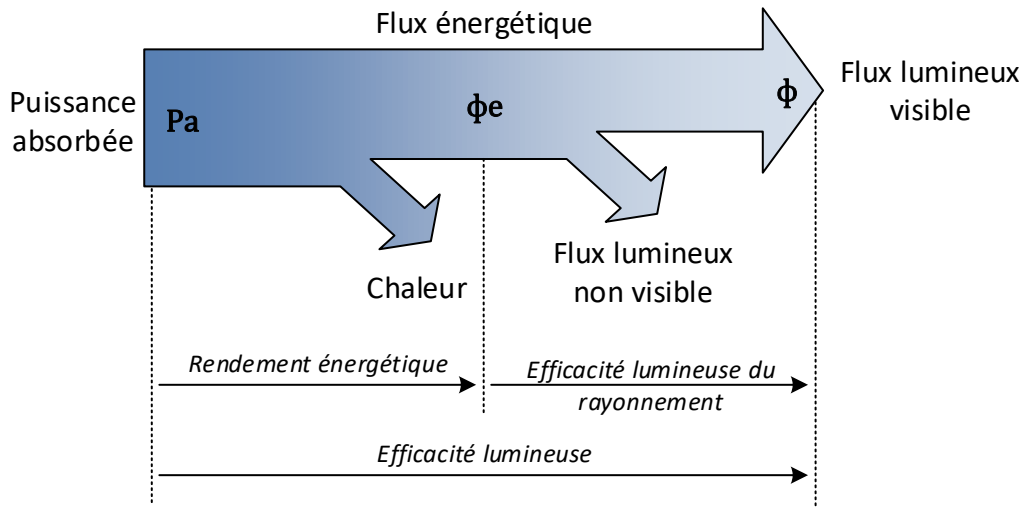 Flux énergétique
Puissance
absorbée
Pa
ϕe
ϕ
Flux lumineux
visible
Chaleur
Flux lumineux
non visible
Rendement énergétique
Efficacité lumineuse du
rayonnement
Efficacité lumineuse